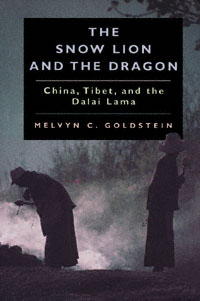 THE
SNOW LION
AND THE DRAGON
China, Tibet, and the
Dalai Lama
MELVYN C. GOLDSTEIN